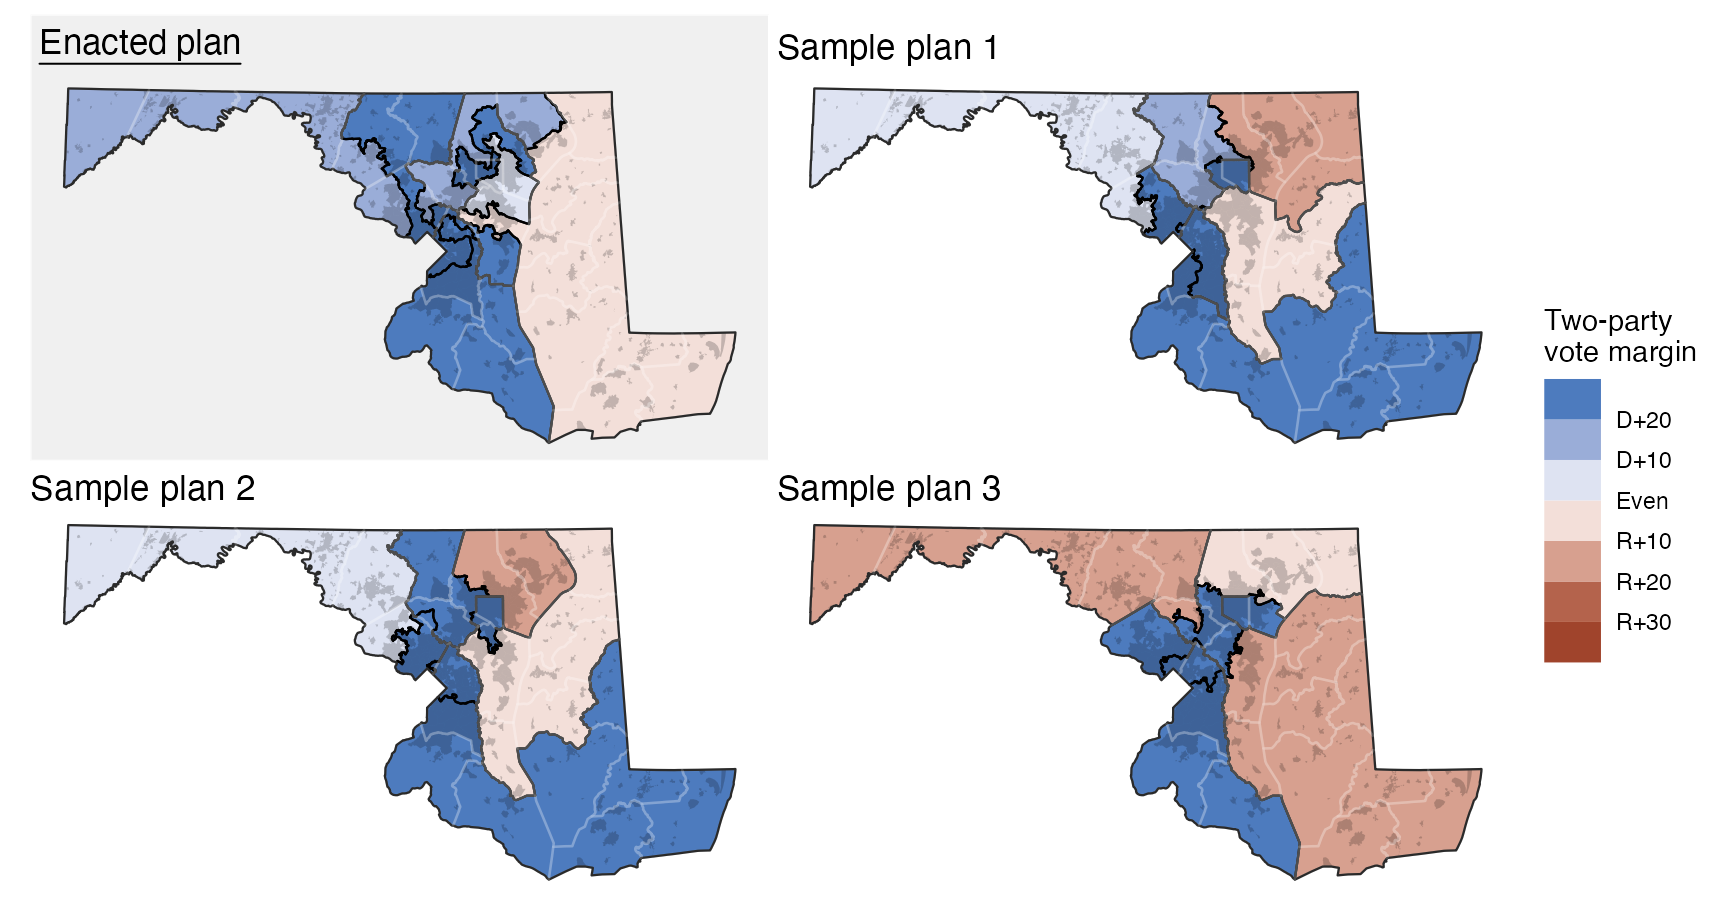 Enacted plan
Sample plan 1
Sample plan 2
Sample plan 3
Two-party
vote margin
D+20
D+10
Even
R+10
R+20
R+30